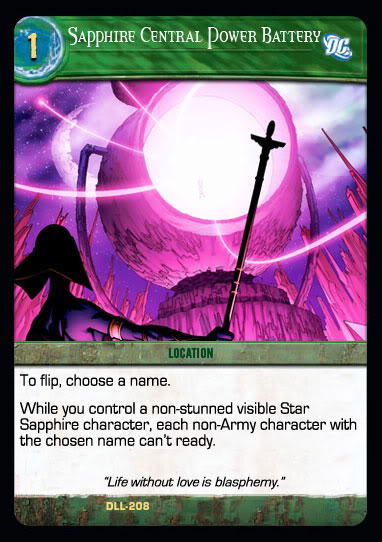 1
Sapphire Central Power Battery
DC
LOCATION
To flip, choose a name.
While you control a non-stunned visible Star
Sapphire character, each non-Army character with
the chosen name can't ready.
"Life without love is blasphemy."
DLL-208